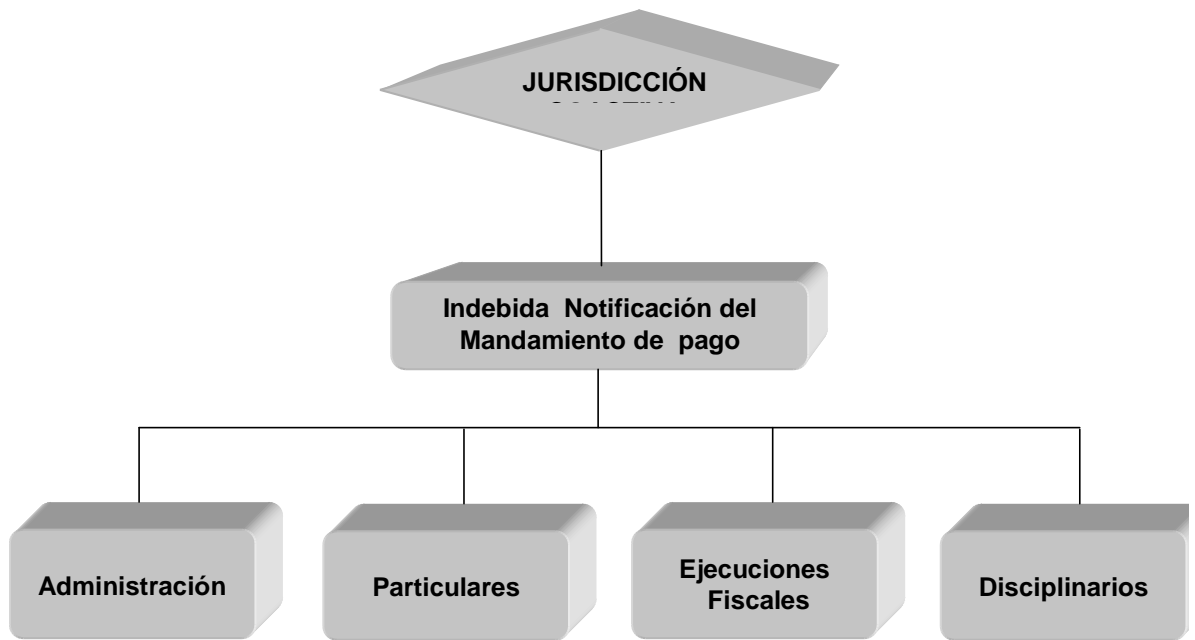 JURISDICCIÓN
Indebida Notificación del
Mandamiento de pago
Administración
Particulares
Ejecuciones
Fiscales
Disciplinarios